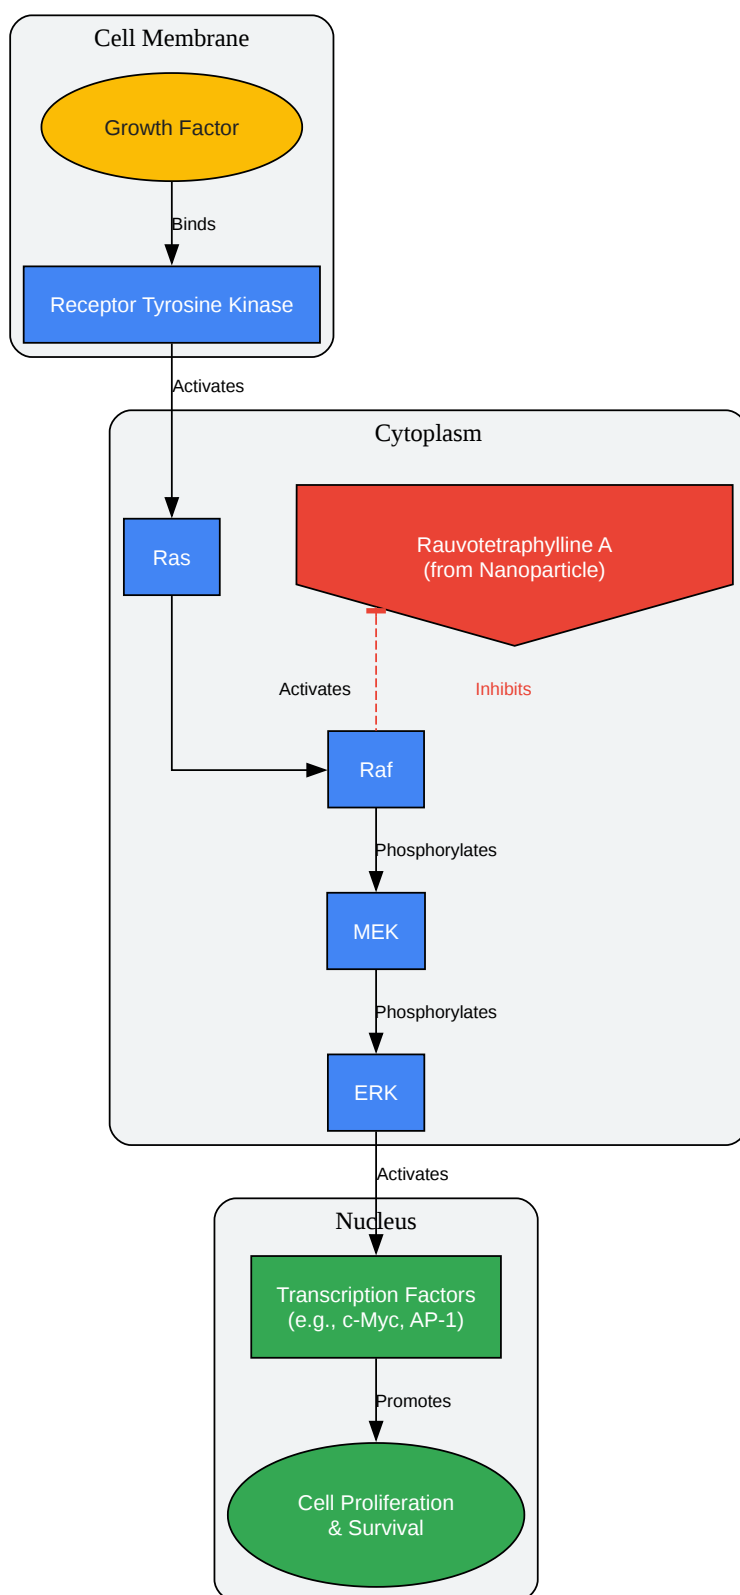 Cell Membrane
Growth Factor
Binds
Receptor Tyrosine Kinase
Activates
Cytoplasm
Ras
Rauvotetraphylline A
(from Nanoparticle)
Activates
Inhibits
Raf
Phosphorylates
MEK
Phosphorylates
ERK
Activates
Nucleus
Transcription Factors
(e.g., c-Myc, AP-1)
Promotes
Cell Proliferation
& Survival